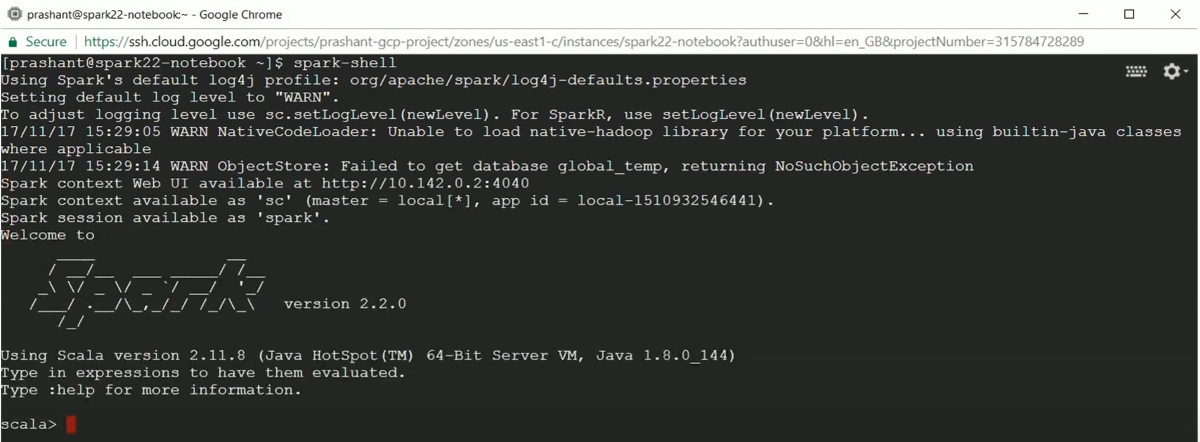 prashant@spark22-notebook:~ - Google Chrome
Secure https://ssh.cloud.google.com/projects/prashant-gcp-project/zones/us-east1-c/instances/spark22-notebook?authuser=0&hl=en_GB&projectNumber=315784728289
[prashant@spark22-notebook ~]$ spark-shell
Using Spark's default log4j profile: org/apache/spark/log4j-defaults.properties
Setting default log level to "WARN".
To adjust logging level use sc.setLogLevel(newLevel). For SparkR, use setLogLevel(newLevel).
17/11/17 15:29:05 WARN NativeCodeLoader: Unable to load native-hadoop library for your platform... using builtin-java classes
where applicable
17/11/17 15:29:14 WARN ObjectStore: Failed to get database global_temp, returning NoSuchObjectException
Spark context Web UI available at http://10.142.0.2:4040
Spark context available as 'sc' (master = local[*], app id = local-1510932546441).
Spark session available as 'spark'.
Welcome to
Spark version 2.2.0
Using Scala version 2.11.8 (Java HotSpot(TM) 64-Bit Server VM, Java 1.8.0_144)
Type in expressions to have them evaluated.
Type :help for more information.
scala>